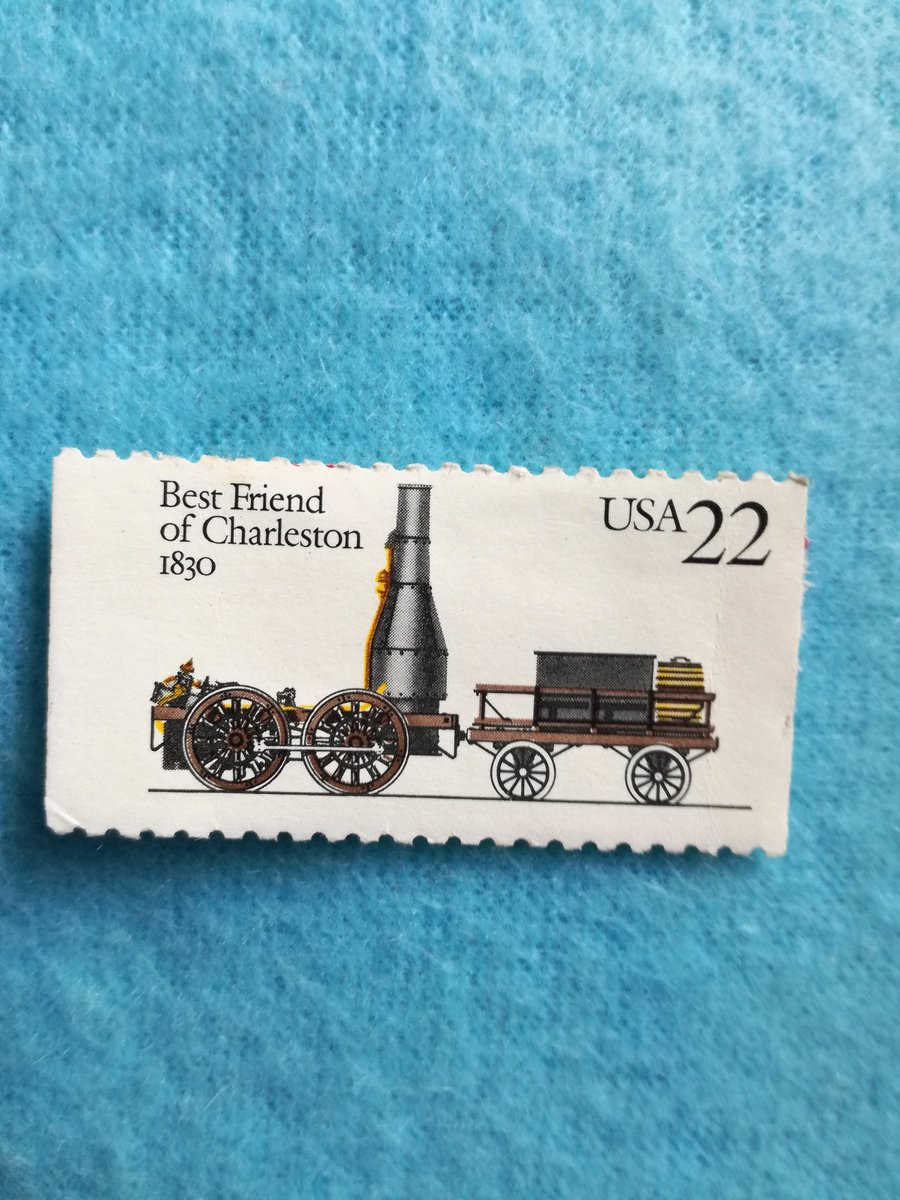 Best Friend
of Charleston
1830
USA22